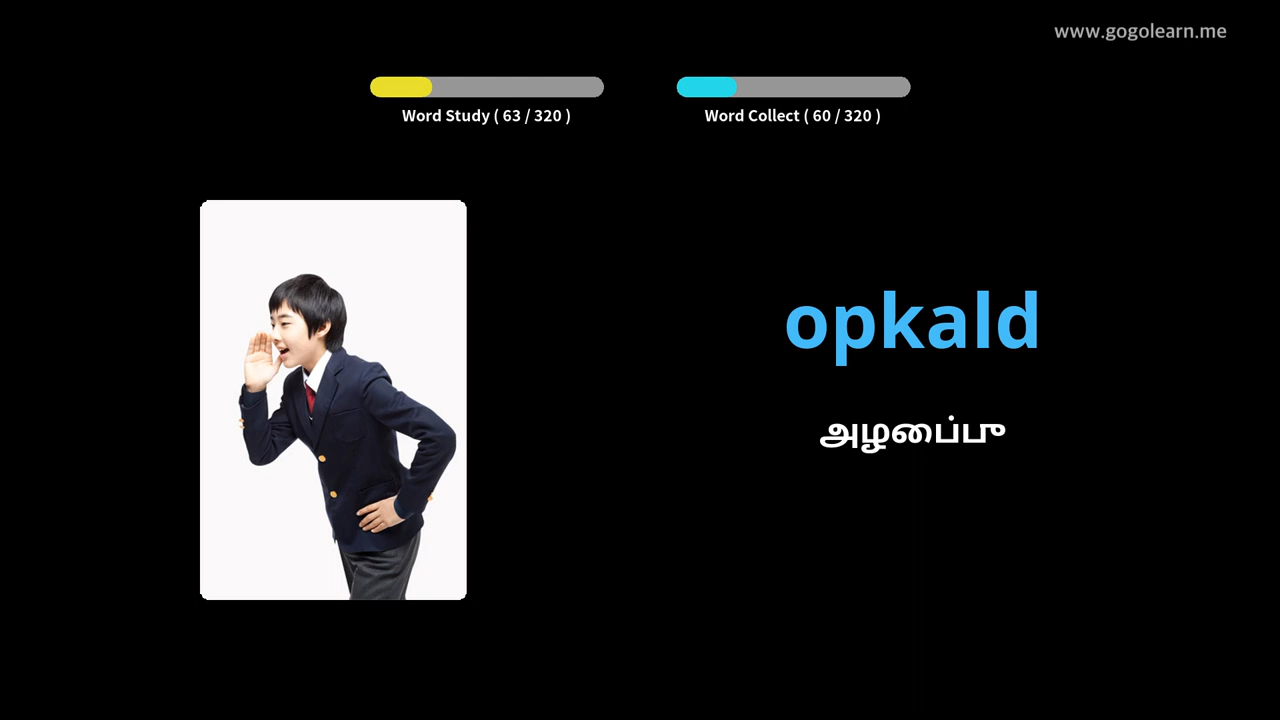 www.gogolearn.me
Word Study ( 63 / 320 )
Word Collect ( 60 / 320 )
opkald
அழைப்பு